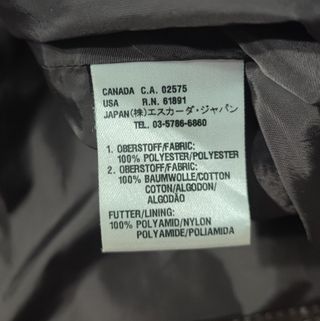 CANADA C.A. 02575
USA R.N. 61891
JAPAN(株)エスカーダ・ジャパン
TEL. 03-5786-6860
1. OBERSTOFF/FABRIC:
100% POLYESTER/POLYESTER
2. OBERSTOFF/FABRIC:
100% BAUMWOLLE/COTTON
COTON/ALGODON/
ALGODÃO
FUTTER/LINING:
100% POLYAMID/NYLON
POLYAMIDE/POLIAMIDA